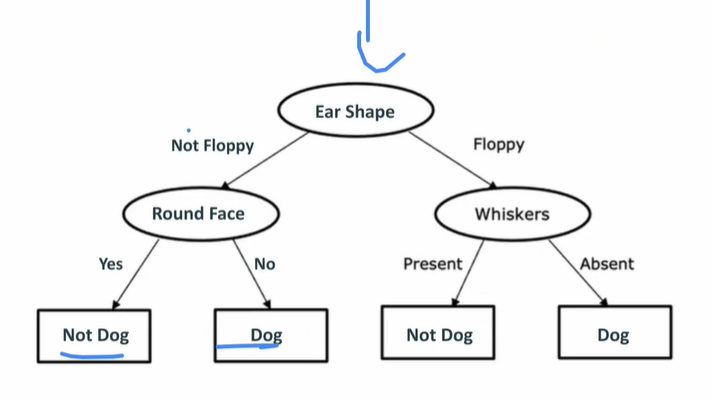 Ear Shape
Not Floppy
Floppy
Round Face
Whiskers
Yes
No
Present
Absent
Not Dog
Dog
Not Dog
Dog